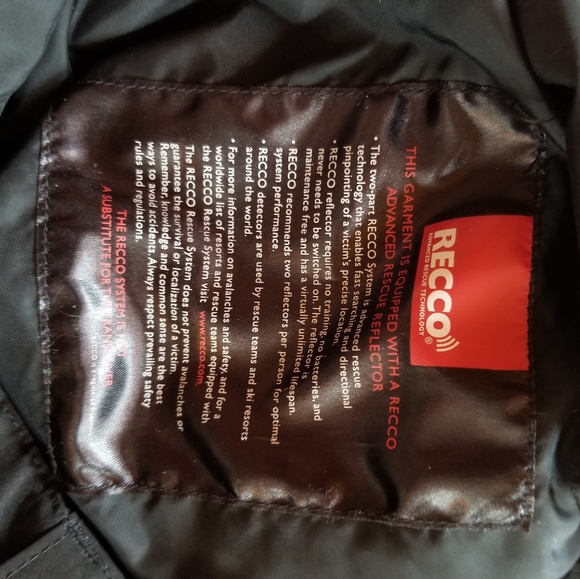 RECCO®
ADVANCED RESCUE TECHNOLOGY
THIS GARMENT IS EQUIPPED WITH A RECCO
ADVANCED RESCUE REFLECTOR
• The two-part RECCO System is advanced rescue
technology that enables fast searching and directional
pinpointing of a victim's precise location.
• RECCO reflector requires no training, no batteries, and
never needs to be switched on. The reflector is
maintenance free and has a virtually unlimited lifespan.
• RECCO recommends two reflectors per person for optimal
system performance.
• RECCO detectors are used by rescue teams and ski resorts
around the world.
• For more information on avalanches and safety, and for a
worldwide list of resorts and rescue teams equipped with
the RECCO Rescue System visit www.recco.com.
The RECCO Rescue System does not prevent avalanches or
guarantee the survival or localization of a victim.
Remember, knowledge and common sense are the best
ways to avoid accidents. Always respect prevailing safety
rules and regulations.
THE RECCO SYSTEM IS NOT
A SUBSTITUTE FOR THE TRANSCEIVER
RECCO